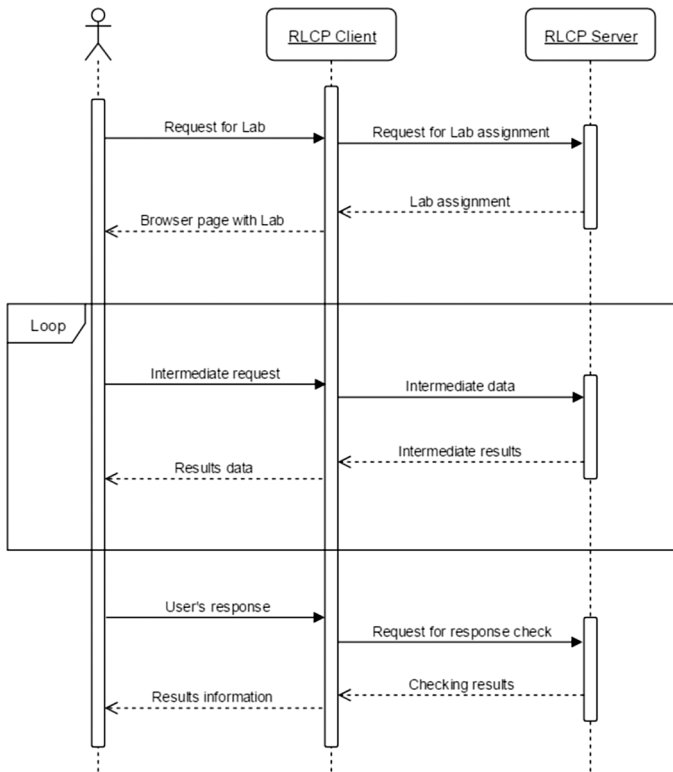 RLCP Client
RLCP Server
Request for Lab
Request for Lab assignment
Lab assignment
Browser page with Lab
Loop
Intermediate request
Intermediate data
Intermediate results
Results data
User's response
Request for response check
Checking results
Results information